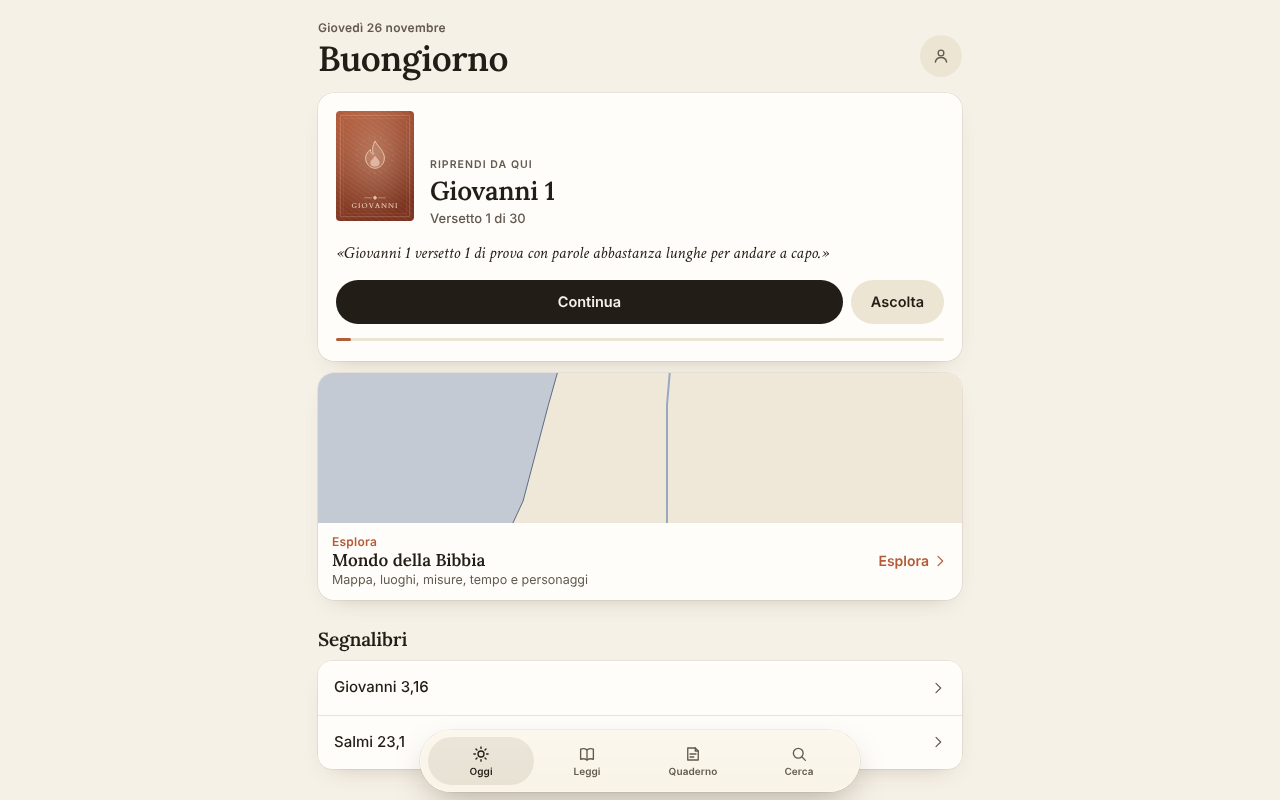 Giovedì 26 novembre
Buongiorno
GIOVANNI
RIPRENDI DA QUI
Giovanni 1
Versetto 1 di 30
«Giovanni 1 versetto 1 di prova con parole abbastanza lunghe per andare a capo.»
Continua
Ascolta
Esplora
Mondo della Bibbia
Mappa, luoghi, misure, tempo e personaggi
Esplora
Segnalibri
Giovanni 3,16
Salmi 23,1
Oggi
Leggi
Quaderno
Cerca